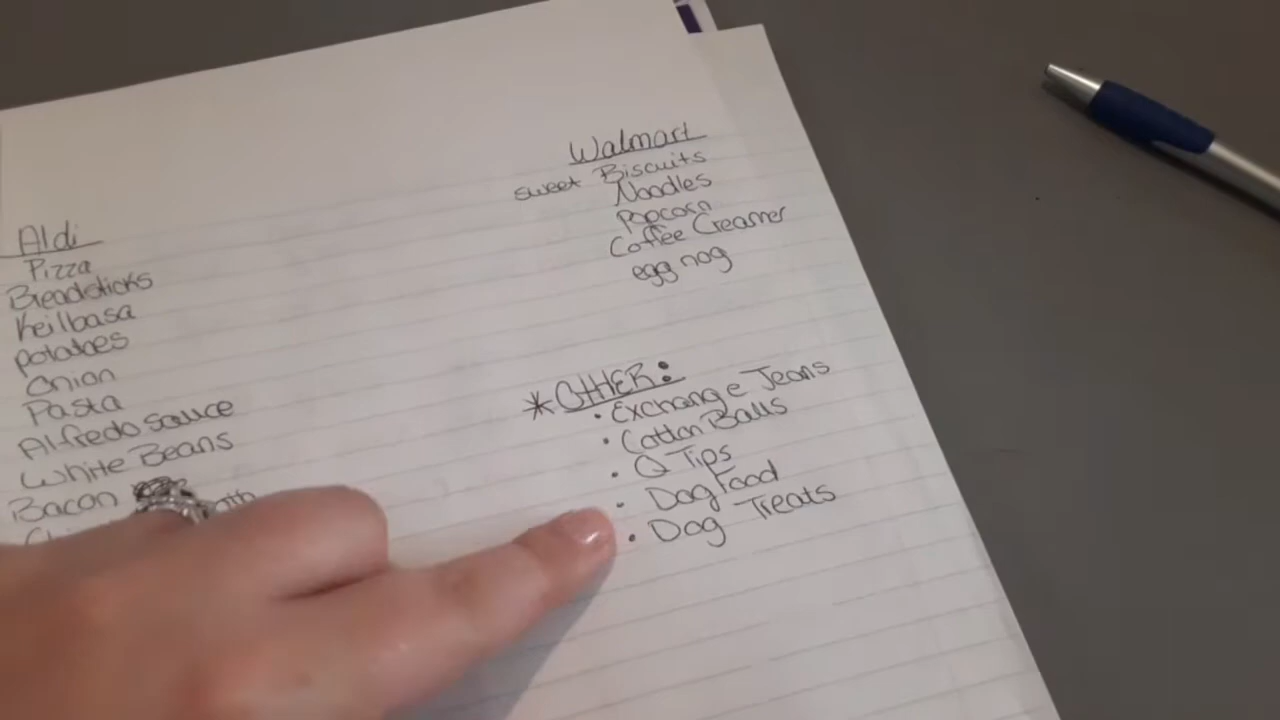 Aldi
Pizza
Breadsticks
Keilbasa
potatoes
Onion
Pasta
Alfredo sauce
White Beans
Bacon
Walmart
sweet Biscuits
Noodles
Popcorn
Coffee Creamer
egg nog
*OTHER:
• Exchange Jeans
• Cotton Balls
• Q Tips
• Dog Food
• Dog Treats